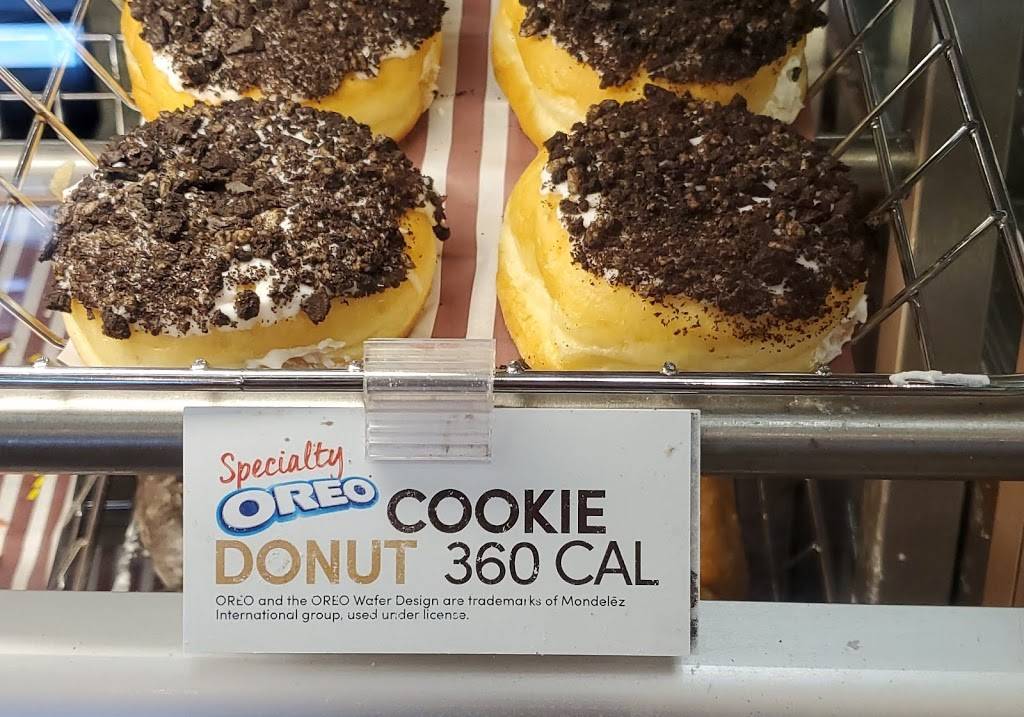 Specialty
OREO COOKIE
DONUT 360 CAL
OREO and the OREO Wafer Design are trademarks of Mondelēz
International group, used under license.